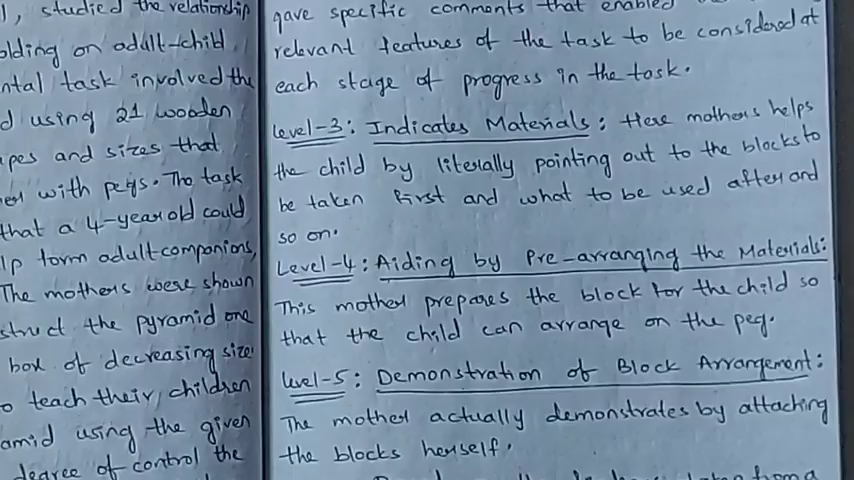 , studied the relationship
olding on adult-child
ntal task involved the
d using 21 wooden
pes and sizes that
with pegs. The task
that a 4-year old could
lp form adult companions,
The mothers were shown
struct the pyramid one
box of decreasing size.
o teach their children
amid using the given
degree of control the
gave specific comments that enabled
relevant features of the task to be considered at
each stage of progress in the task.
Level-3: Indicates Materials: Here mothers helps
the child by literally pointing out to the blocks to
be taken first and what to be used after and
so on.
Level-4: Aiding by Pre-arranging the Materials:
This mother prepares the block for the child so
that the child can arrange on the peg.
Level-5: Demonstration of Block Arrangement:
The mother actually demonstrates by attaching
the blocks herself.